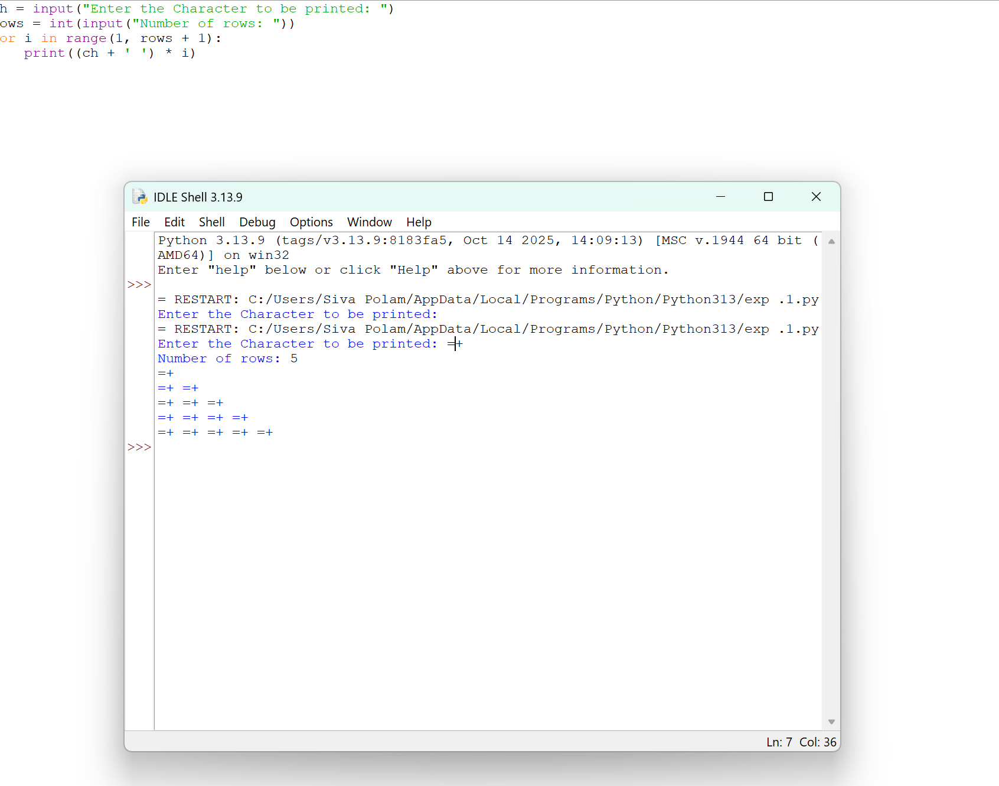 h = input("Enter the Character to be printed: ")
ows = int(input("Number of rows: "))
or i in range(1, rows + 1):
print((ch + ' ') * i)
IDLE Shell 3.13.9
File Edit Shell Debug Options Window Help
Python 3.13.9 (tags/v3.13.9:8183fa5, Oct 14 2025, 14:09:13) [MSC v.1944 64 bit (
AMD64)] on win32
Enter "help" below or click "Help" above for more information.
>>>
= RESTART: C:/Users/Siva Polam/AppData/Local/Programs/Python/Python313/exp .1.py
Enter the Character to be printed:
= RESTART: C:/Users/Siva Polam/AppData/Local/Programs/Python/Python313/exp .1.py
Enter the Character to be printed: =+
Number of rows: 5
=+
=+ =+
=+ =+ =+
=+ =+ =+ =+
=+ =+ =+ =+ =+
>>>
Ln: 7 Col: 36